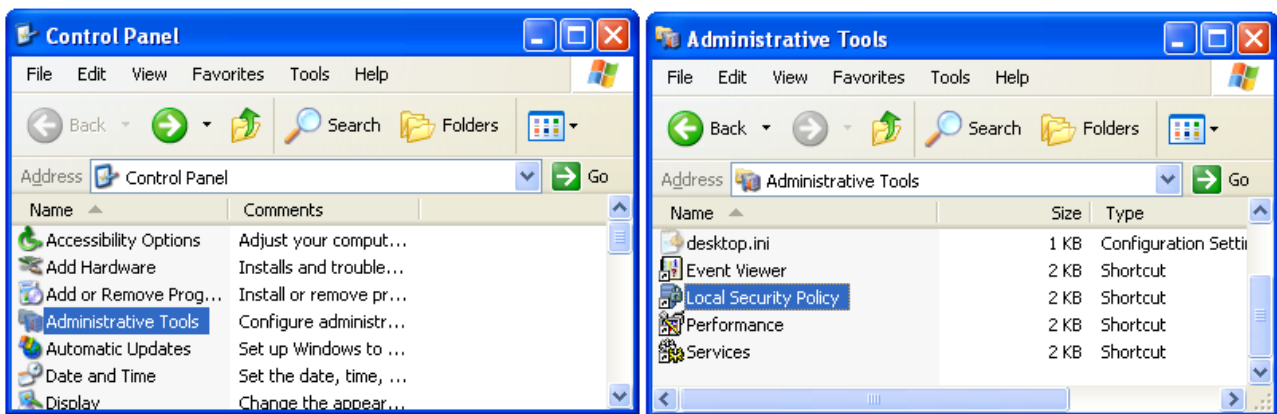 Control Panel
File Edit View Favorites Tools Help
Back Search Folders
Address Control Panel Go
Name Comments
Accessibility Options Adjust your comput...
Add Hardware Installs and trouble...
Add or Remove Prog... Install or remove pr...
Administrative Tools Configure administr...
Automatic Updates Set up Windows to ...
Date and Time Set the date, time, ...
Display Change the appear...
Administrative Tools
File Edit View Favorites Tools Help
Back Search Folders
Address Administrative Tools Go
Name Size Type
desktop.ini 1 KB Configuration Setti
Event Viewer 2 KB Shortcut
Local Security Policy 2 KB Shortcut
Performance 2 KB Shortcut
Services 2 KB Shortcut